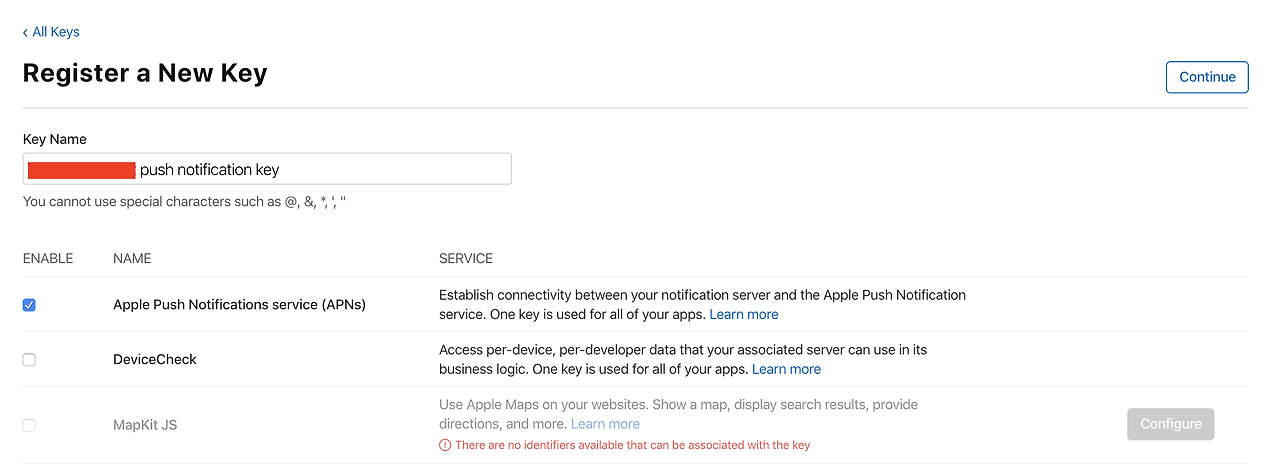 ‹ All Keys
Register a New Key
Continue
Key Name
push notification key
You cannot use special characters such as @, &, *, ', "
ENABLE NAME SERVICE
Apple Push Notifications service (APNs)
Establish connectivity between your notification server and the Apple Push Notification
service. One key is used for all of your apps. Learn more
DeviceCheck
Access per-device, per-developer data that your associated server can use in its
business logic. One key is used for all of your apps. Learn more
MapKit JS
Use Apple Maps on your websites. Show a map, display search results, provide
directions, and more. Learn more
There are no identifiers available that can be associated with the key
Configure